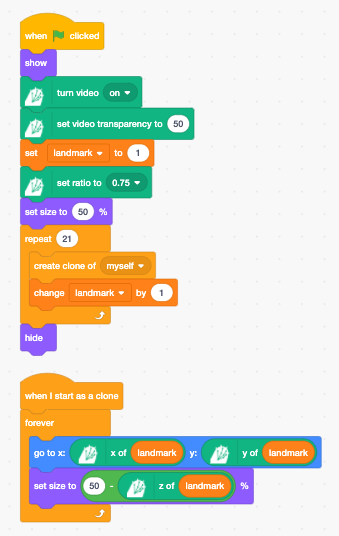 when clicked
show
turn video on
set video transparency to 50
set landmark to 1
set ratio to 0.75
set size to 50 %
repeat 21
create clone of myself
change landmark by 1
hide
when I start as a clone
forever
go to x: x of landmark y: y of landmark
set size to 50 - z of landmark %